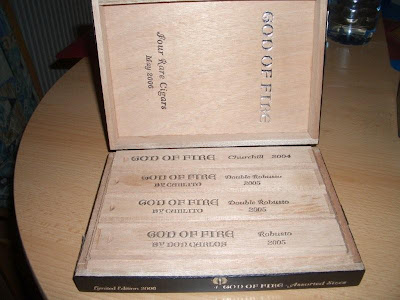 GOD OF FIRE
Four Rare Cigars
May 2006
GOD OF FIRE Churchill 2004
GOD OF FIRE Double Robusto
BY CARLITO 2005
GOD OF FIRE Double Robusto
BY CARLITO 2005
GOD OF FIRE Robusto
BY DON CARLOS 2005
Limited Edition 2006 GOD OF FIRE - Assorted Sizes